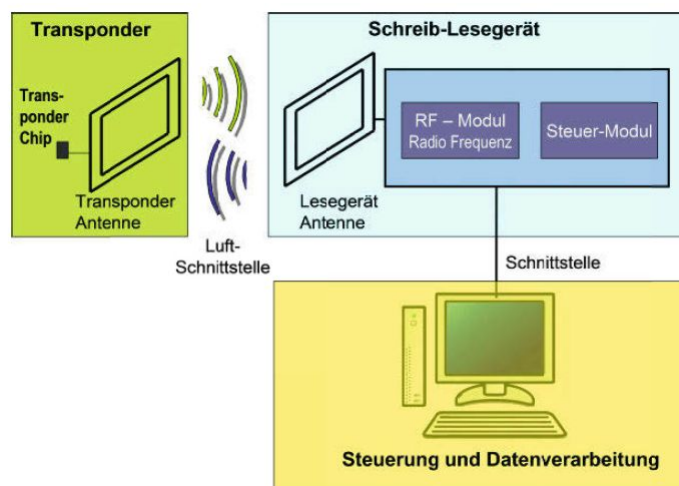 Transponder
Trans-
ponder
Chip
Transponder
Antenne
Luft-
Schnittstelle
Schreib-Lesegerät
RF – Modul
Radio Frequenz
Steuer-Modul
Lesegerät
Antenne
Schnittstelle
Steuerung und Datenverarbeitung